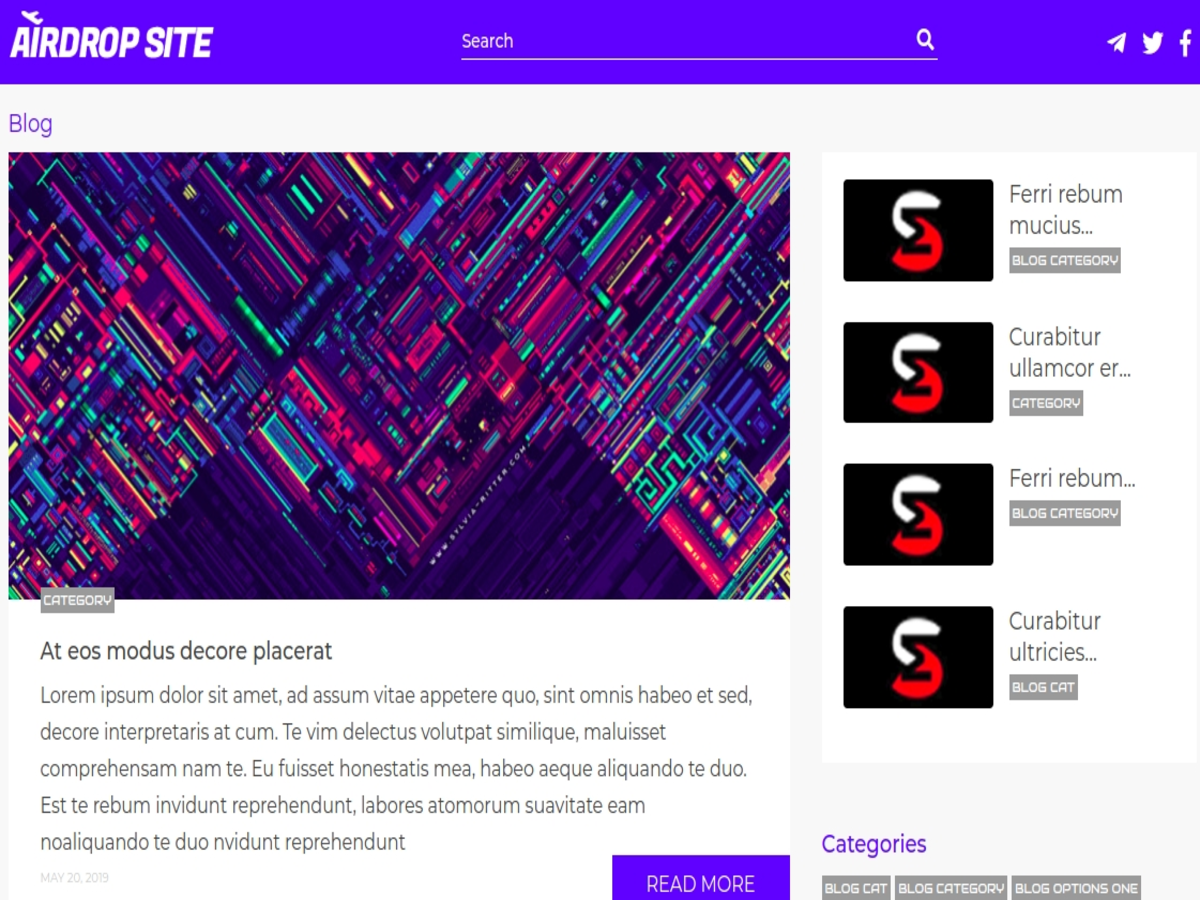 AIRDROP SITE
Search
Blog
WWW.SYLVIA-RITTER.COM
CATEGORY
At eos modus decore placerat
Lorem ipsum dolor sit amet, ad assum vitae appetere quo, sint omnis habeo et sed,
decore interpretaris at cum. Te vim delectus volutpat similique, maluisset
comprehensam nam te. Eu fuisset honestatis mea, habeo aeque aliquando te duo.
Est te rebum invidunt reprehendunt, labores atomorum suavitate eam
noaliquando te duo nvidunt reprehendunt
MAY 20, 2019
READ MORE
Ferri rebum
mucius...
BLOG CATEGORY
Curabitur
ullamcor er...
CATEGORY
Ferri rebum...
BLOG CATEGORY
Curabitur
ultricies...
BLOG CAT
Categories
BLOG CAT BLOG CATEGORY BLOG OPTIONS ONE